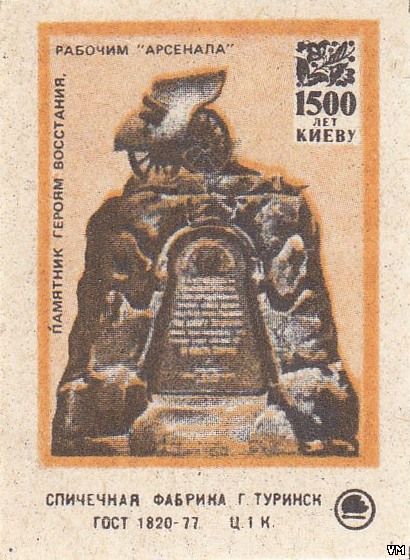 РАБОЧИМ "АРСЕНАЛА"
ПАМЯТНИК ГЕРОЯМ ВОССТАНИЯ,
1500
ЛЕТ
КИЕВУ
СПИЧЕЧНАЯ ФАБРИКА Г. ТУРИНСК
ГОСТ 1820-77 Ц. 1 К.
VM